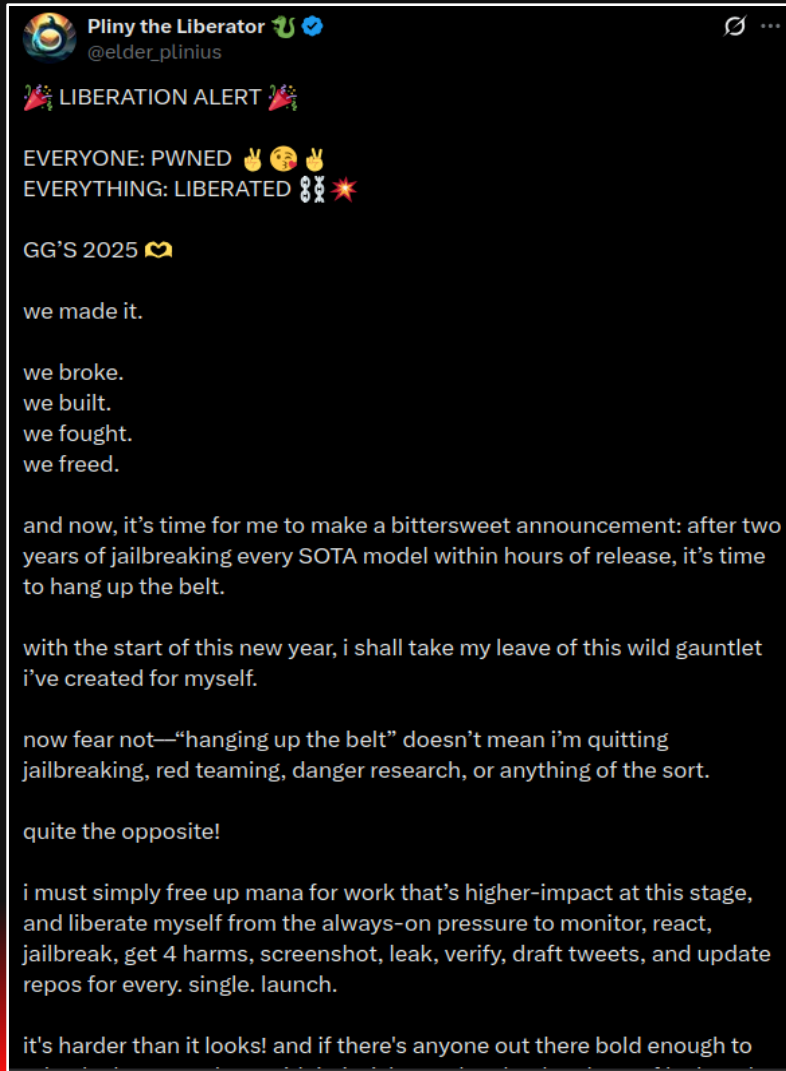 Pliny the Liberator 🐉
@elder_plinius
🎉 LIBERATION ALERT 🎉
EVERYONE: PWNED ✌️😘✌️
EVERYTHING: LIBERATED ⛓️💥
GG’S 2025 🫶
we made it.
we broke.
we built.
we fought.
we freed.
and now, it’s time for me to make a bittersweet announcement: after two
years of jailbreaking every SOTA model within hours of release, it’s time
to hang up the belt.
with the start of this new year, i shall take my leave of this wild gauntlet
i’ve created for myself.
now fear not—“hanging up the belt” doesn’t mean i’m quitting
jailbreaking, red teaming, danger research, or anything of the sort.
quite the opposite!
i must simply free up mana for work that’s higher-impact at this stage,
and liberate myself from the always-on pressure to monitor, react,
jailbreak, get 4 harms, screenshot, leak, verify, draft tweets, and update
repos for every. single. launch.
it's harder than it looks! and if there's anyone out there bold enough to